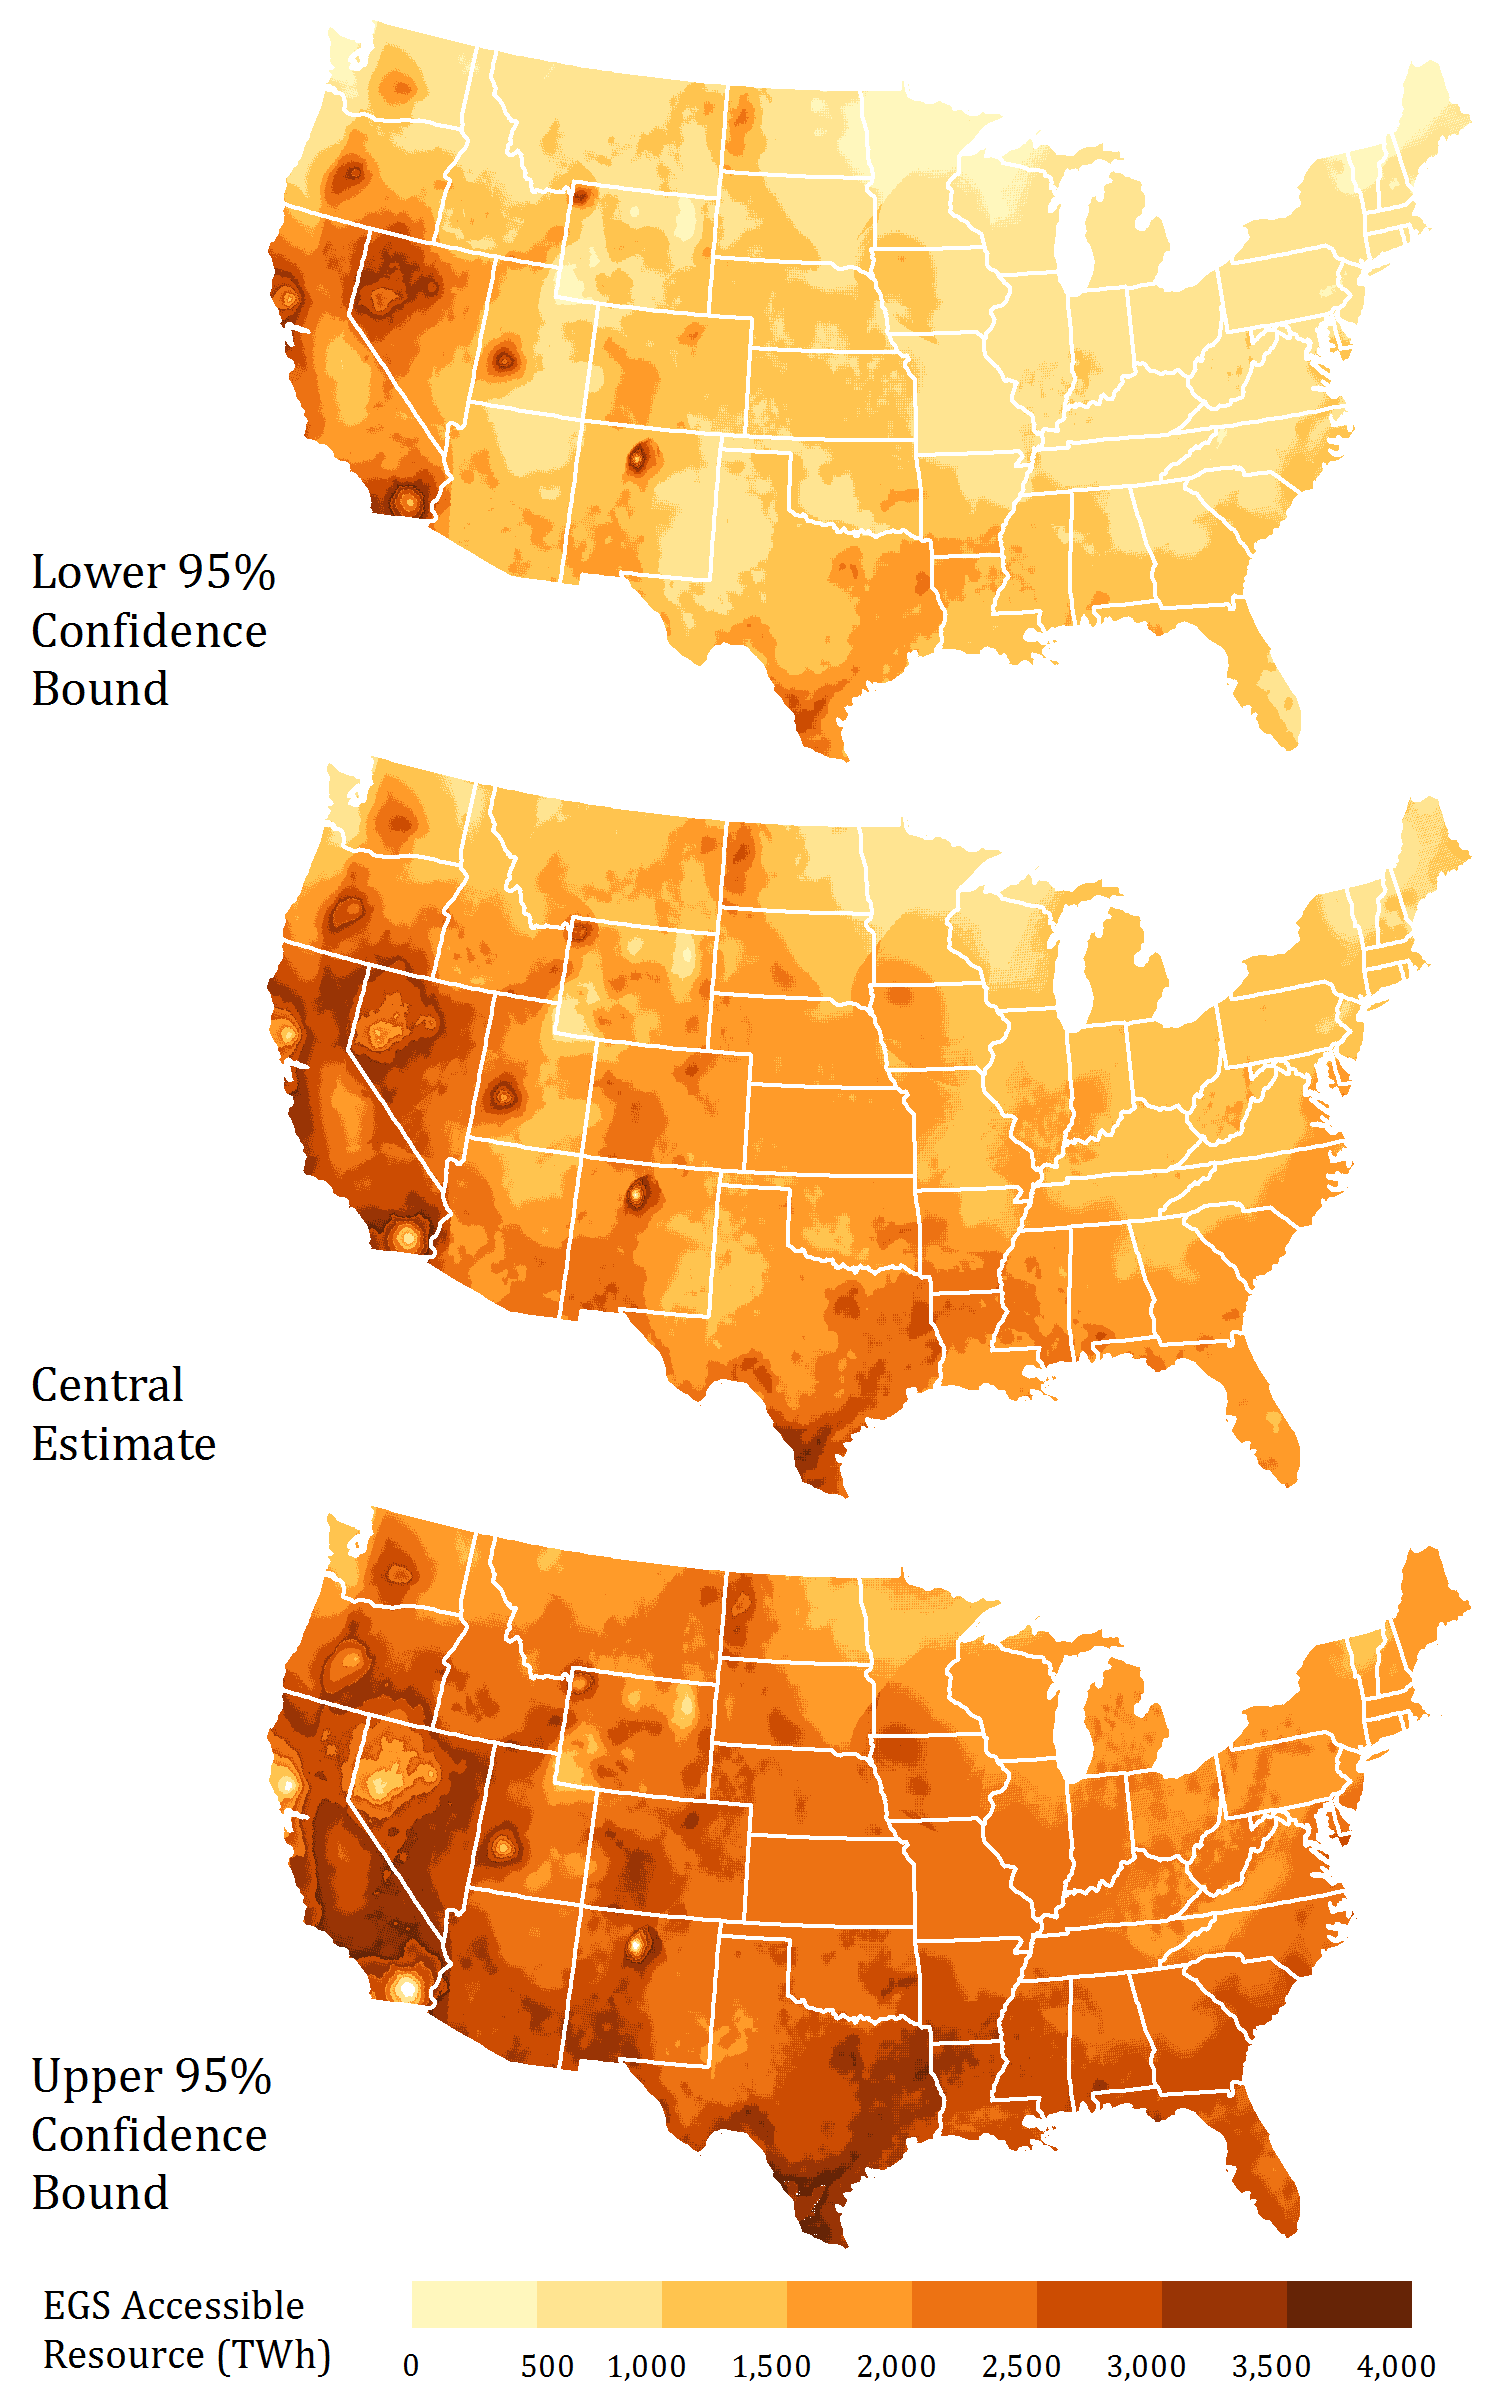 Lower 95%
Confidence
Bound
Central
Estimate
Upper 95%
Confidence
Bound
EGS Accessible
Resource (TWh)
0 500 1,000 1,500 2,000 2,500 3,000 3,500 4,000